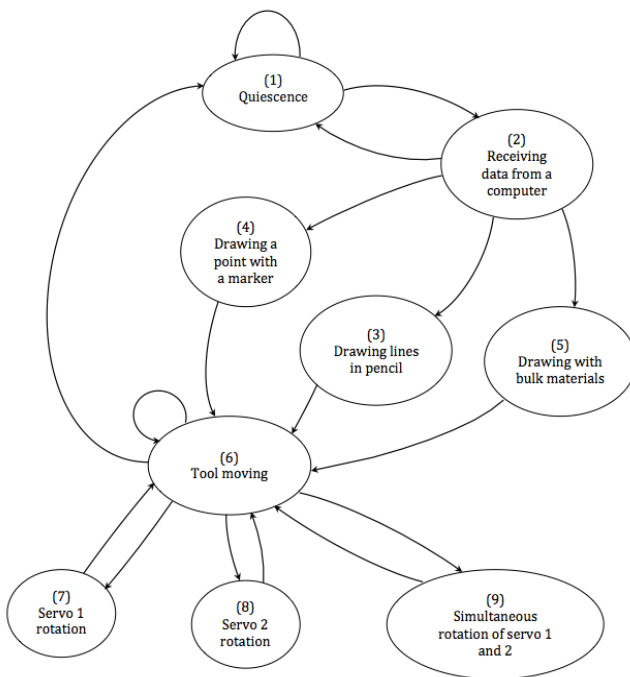 (1)
Quiescence
(2)
Receiving
data from a
computer
(4)
Drawing a
point with
a marker
(3)
Drawing lines
in pencil
(5)
Drawing with
bulk materials
(6)
Tool moving
(7)
Servo 1
rotation
(8)
Servo 2
rotation
(9)
Simultaneous
rotation of servo 1
and 2